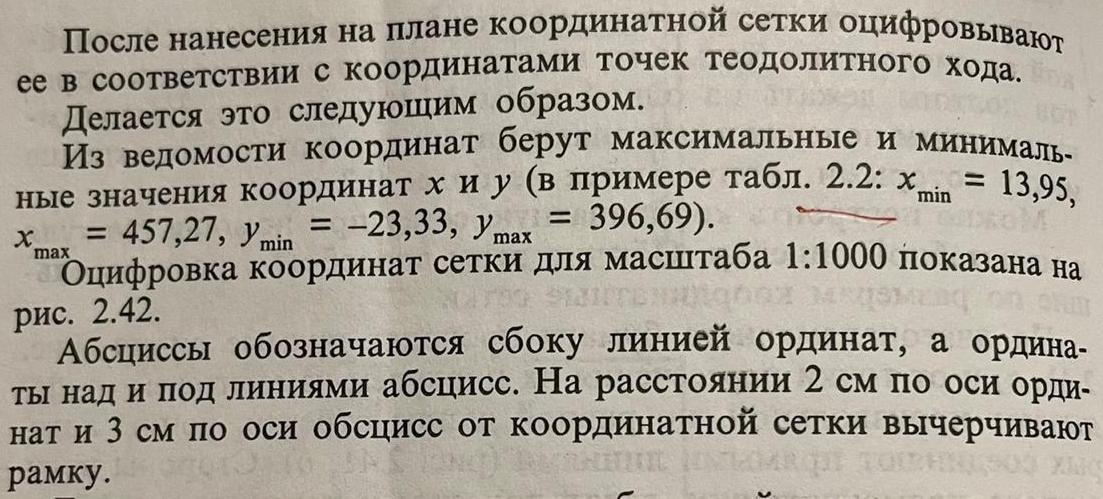 После нанесения на плане координатной сетки оцифровывают
ее в соответствии с координатами точек теодолитного хода.
Делается это следующим образом.
Из ведомости координат берут максимальные и минималь-
ные значения координат x и y (в примере табл. 2.2: x min = 13,95,
x max = 457,27, y min = –23,33, y max = 396,69).
Оцифровка координат сетки для масштаба 1:1000 показана на
рис. 2.42.
Абсциссы обозначаются сбоку линией ординат, а ордина-
ты над и под линиями абсцисс. На расстоянии 2 см по оси орди-
нат и 3 см по оси обсцисс от координатной сетки вычерчивают
рамку.